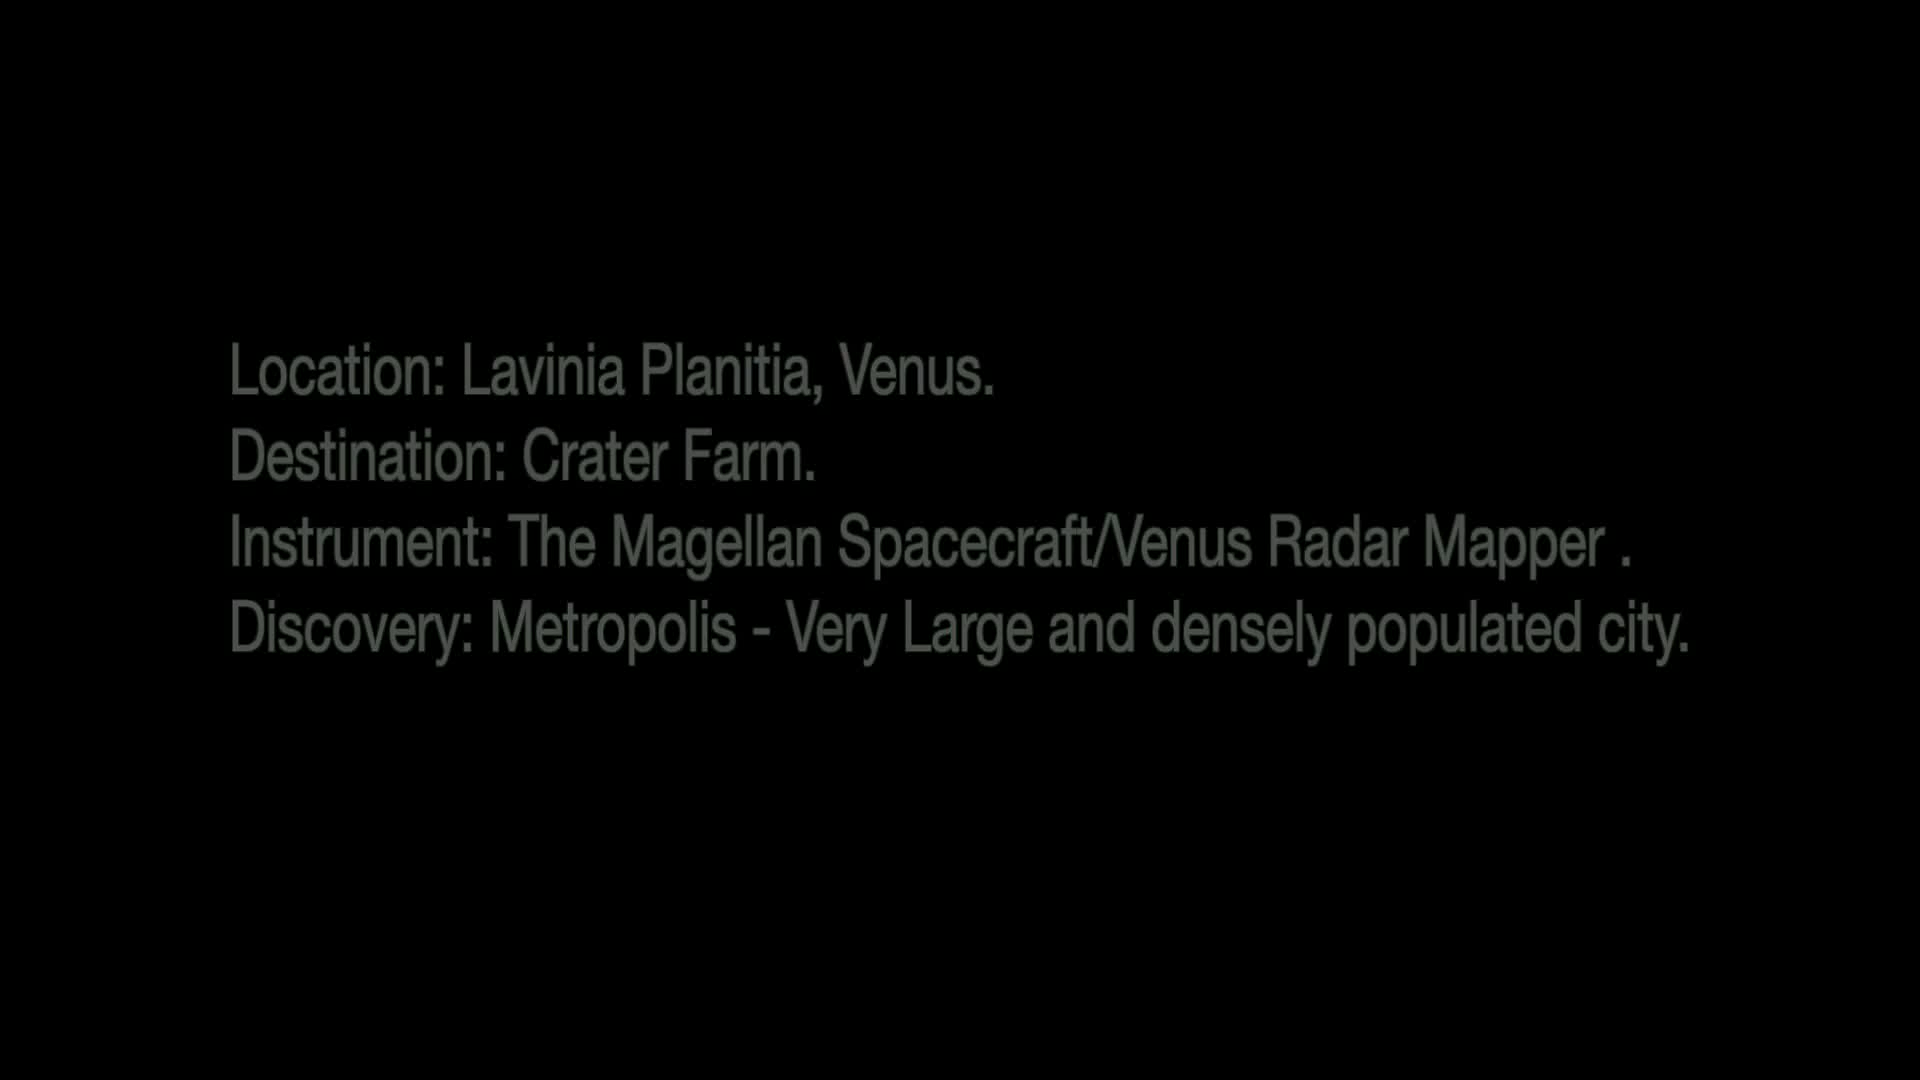 Location: Lavinia Planitia, Venus.
Destination: Crater Farm.
Instrument: The Magellan Spacecraft/Venus Radar Mapper .
Discovery: Metropolis - Very Large and densely populated city.